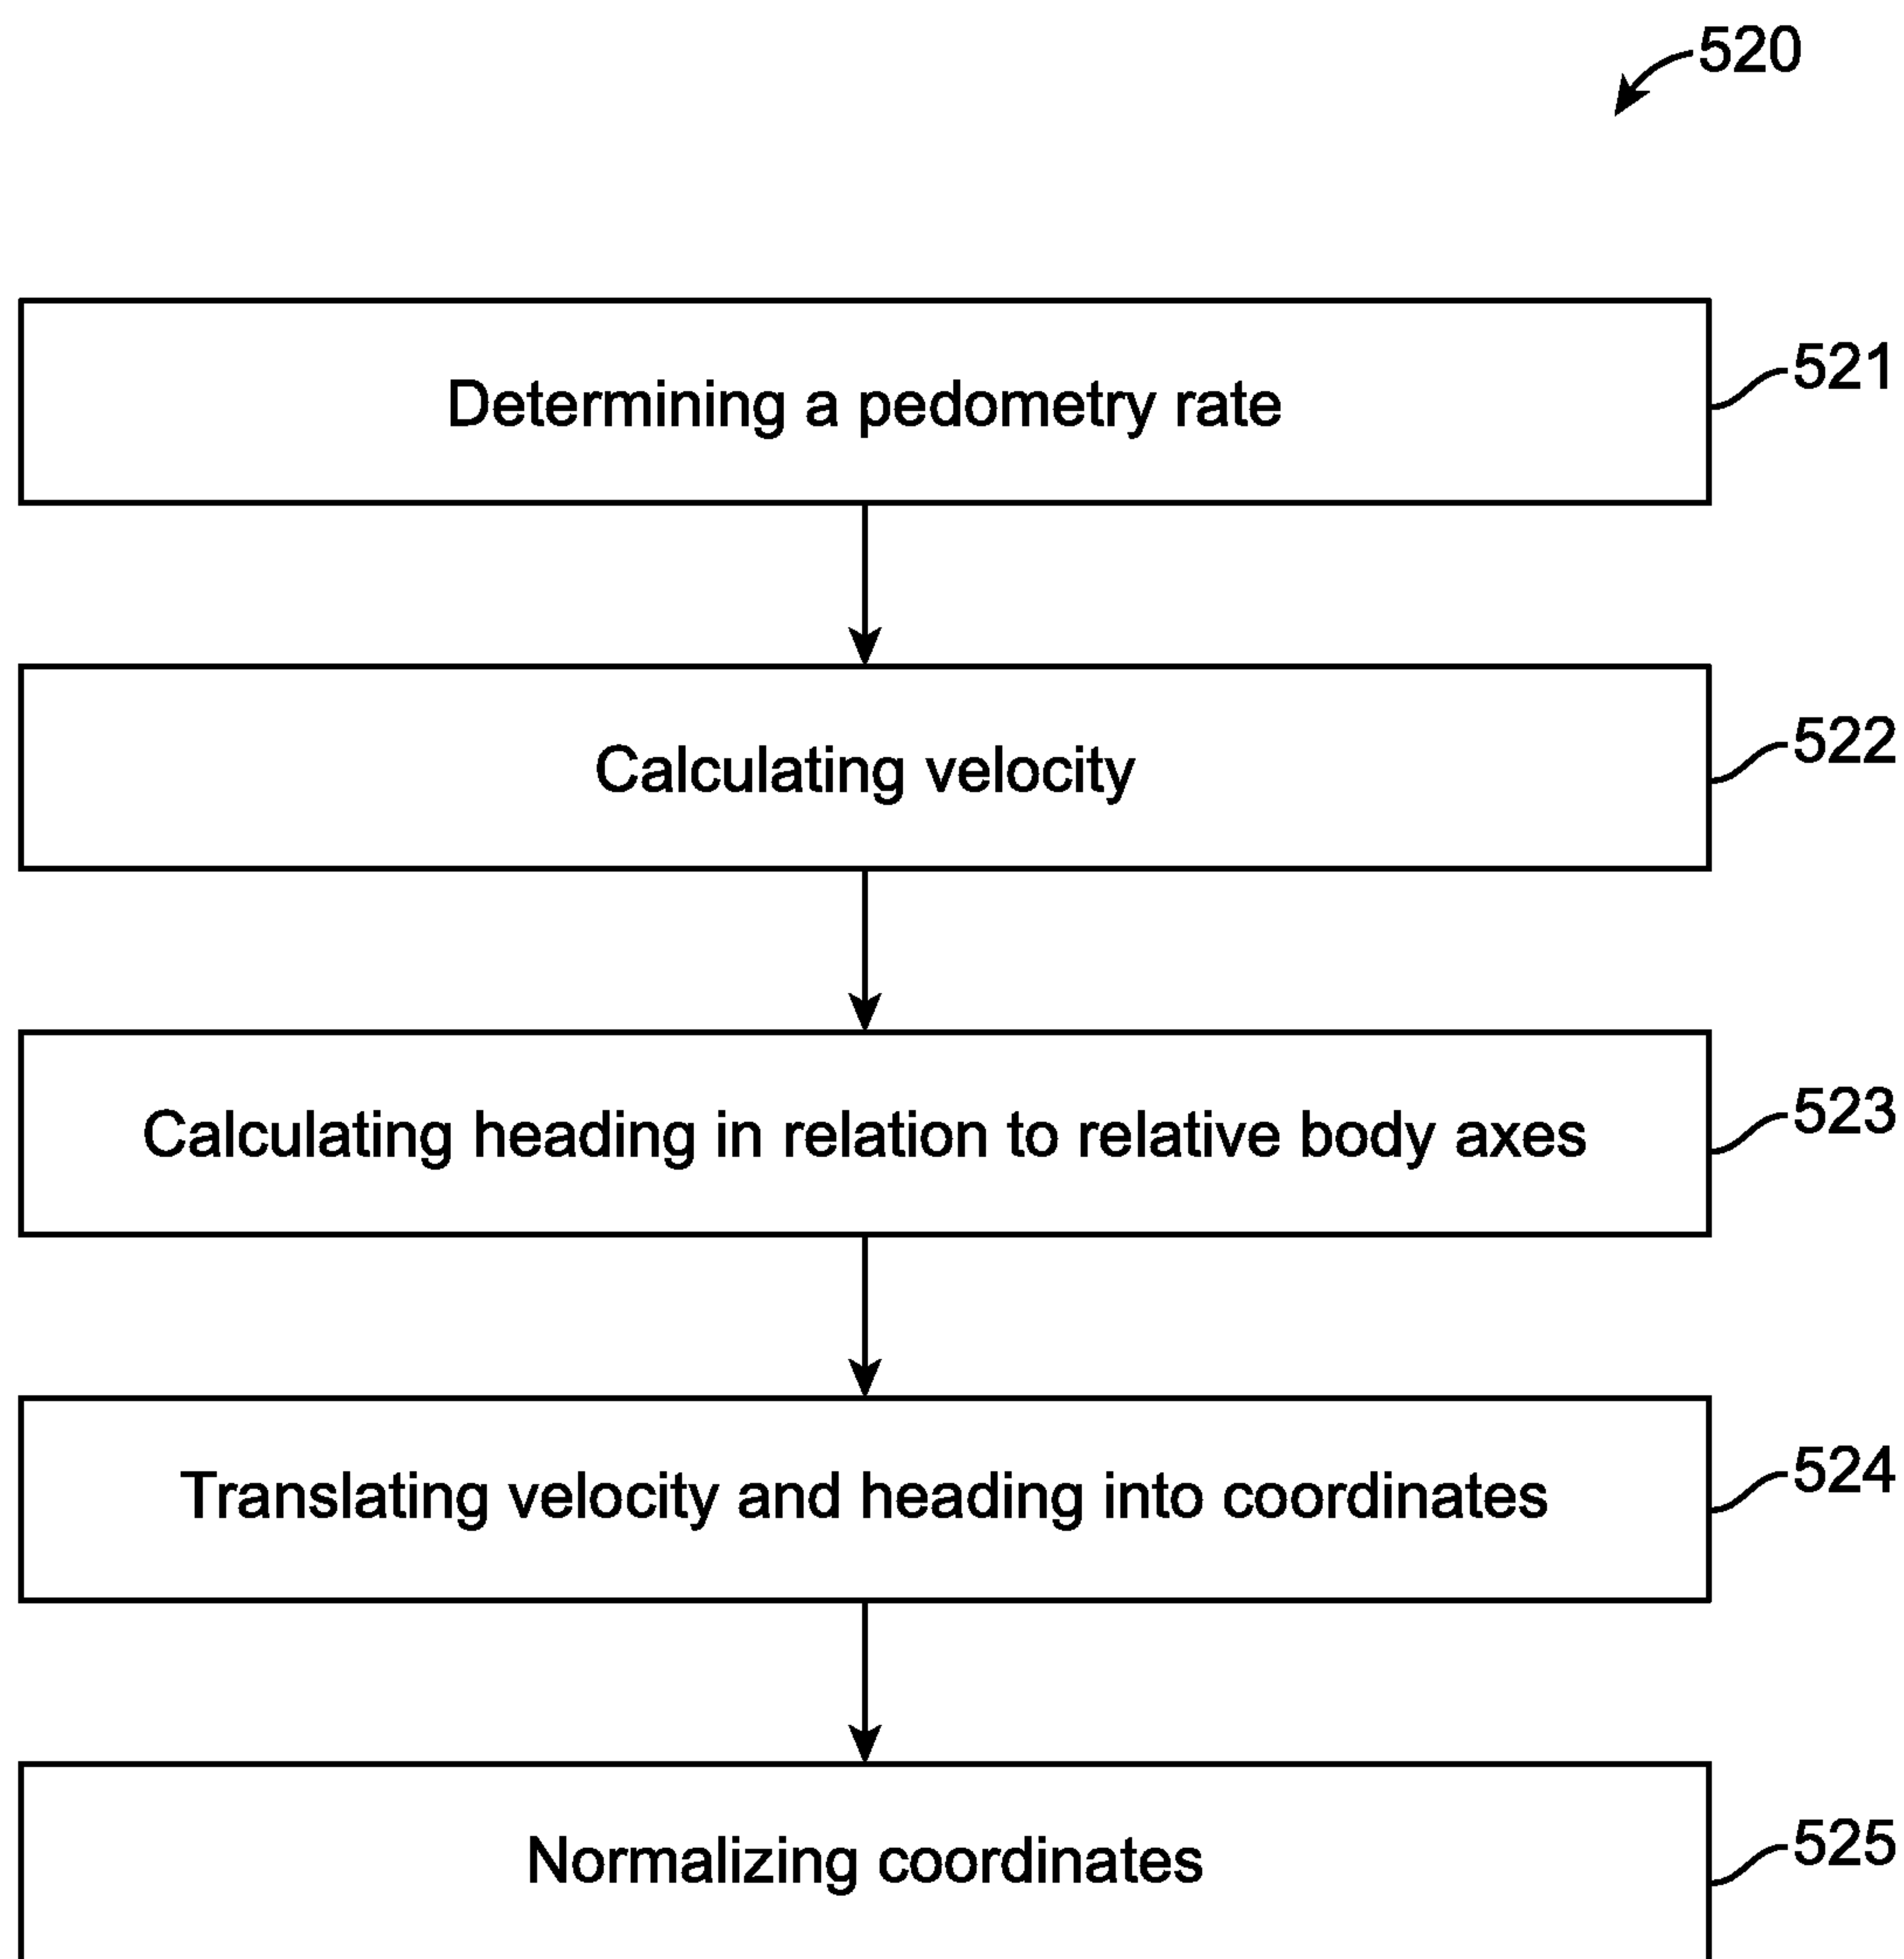 520
Determining a pedometry rate
521
Calculating velocity
522
Calculating heading in relation to relative body axes
523
Translating velocity and heading into coordinates
524
Normalizing coordinates
525